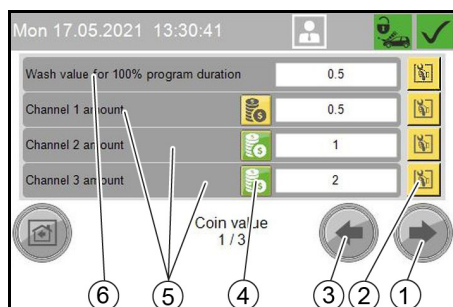 Mon 17.05.2021 13:30:41
Wash value for 100% program duration 0.5
Channel 1 amount 0.5
Channel 2 amount 1
Channel 3 amount 2
Coin value
1 / 3
6 5 4 3 2 1